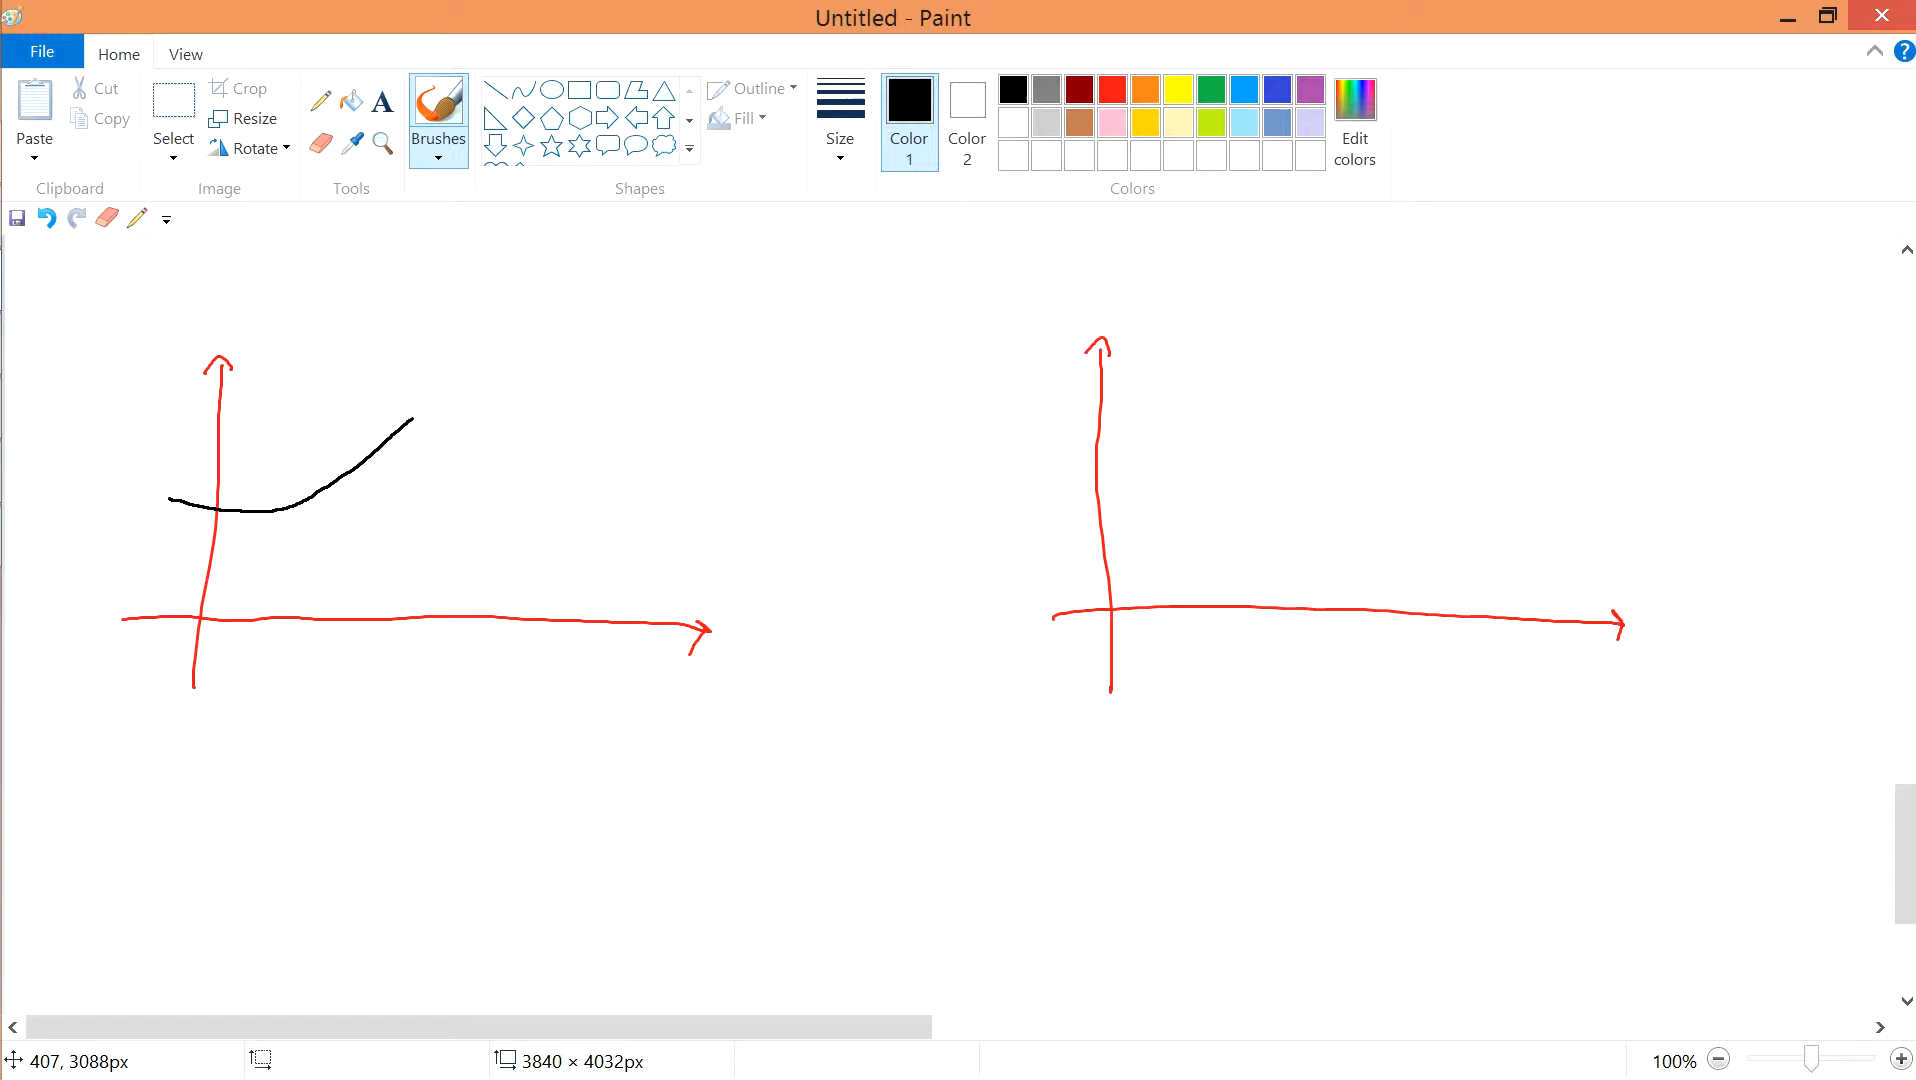 Untitled - Paint
File Home View
Paste
Cut
Copy
Clipboard
Select
Crop
Resize
Rotate
Image
A
Tools
Brushes
Outline
Fill
Shapes
Size
Color 1
Color 2
Edit colors
Colors
?
407, 3088px
3840 × 4032px
100%